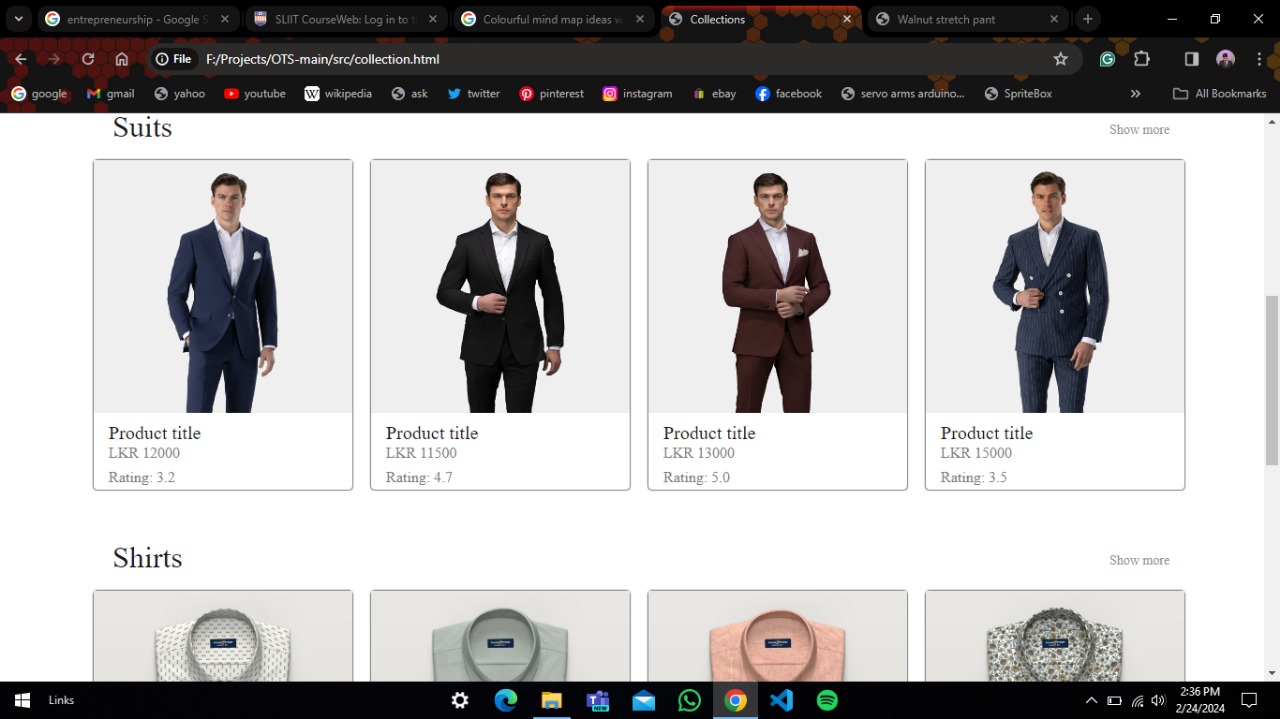 entrepreneurship - Google S
SLIIT CourseWeb: Log in to t
Colourful mind map ideas w
Collections
Walnut stretch pant
File
F:/Projects/OTS-main/src/collection.html
google
gmail
yahoo
youtube
wikipedia
ask
twitter
pinterest
instagram
ebay
facebook
servo arms arduino...
SpriteBox
All Bookmarks
Suits
Show more
Product title
LKR 12000
Rating: 3.2
Product title
LKR 11500
Rating: 4.7
Product title
LKR 13000
Rating: 5.0
Product title
LKR 15000
Rating: 3.5
Shirts
Show more
Links
NEW
2:36 PM
2/24/2024